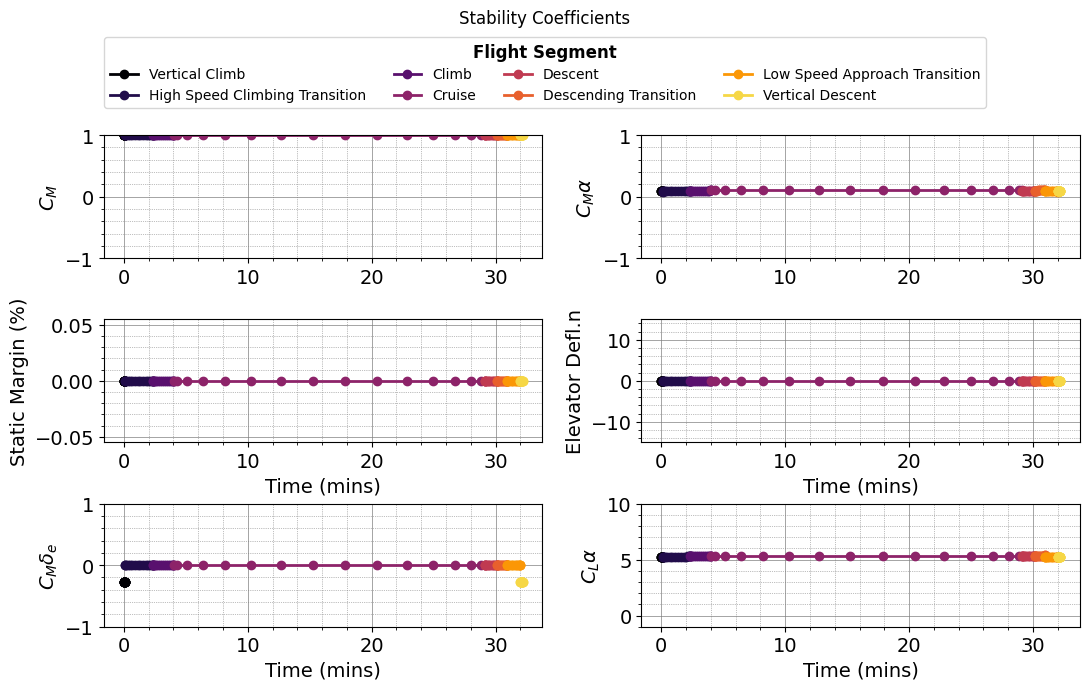 Stability Coefficients
Flight Segment
Vertical Climb
High Speed Climbing Transition
Climb
Cruise
Descent
Descending Transition
Low Speed Approach Transition
Vertical Descent
C_M
1
0
−1
0
10
20
30
C_Mα
1
0
−1
0
10
20
30
Static Margin (%)
0.05
0.00
−0.05
0
10
20
30
Time (mins)
Elevator Defl.n
10
0
−10
0
10
20
30
Time (mins)
C_Mδ_e
1
0
−1
0
10
20
30
Time (mins)
C_Lα
10
5
0
0
10
20
30
Time (mins)